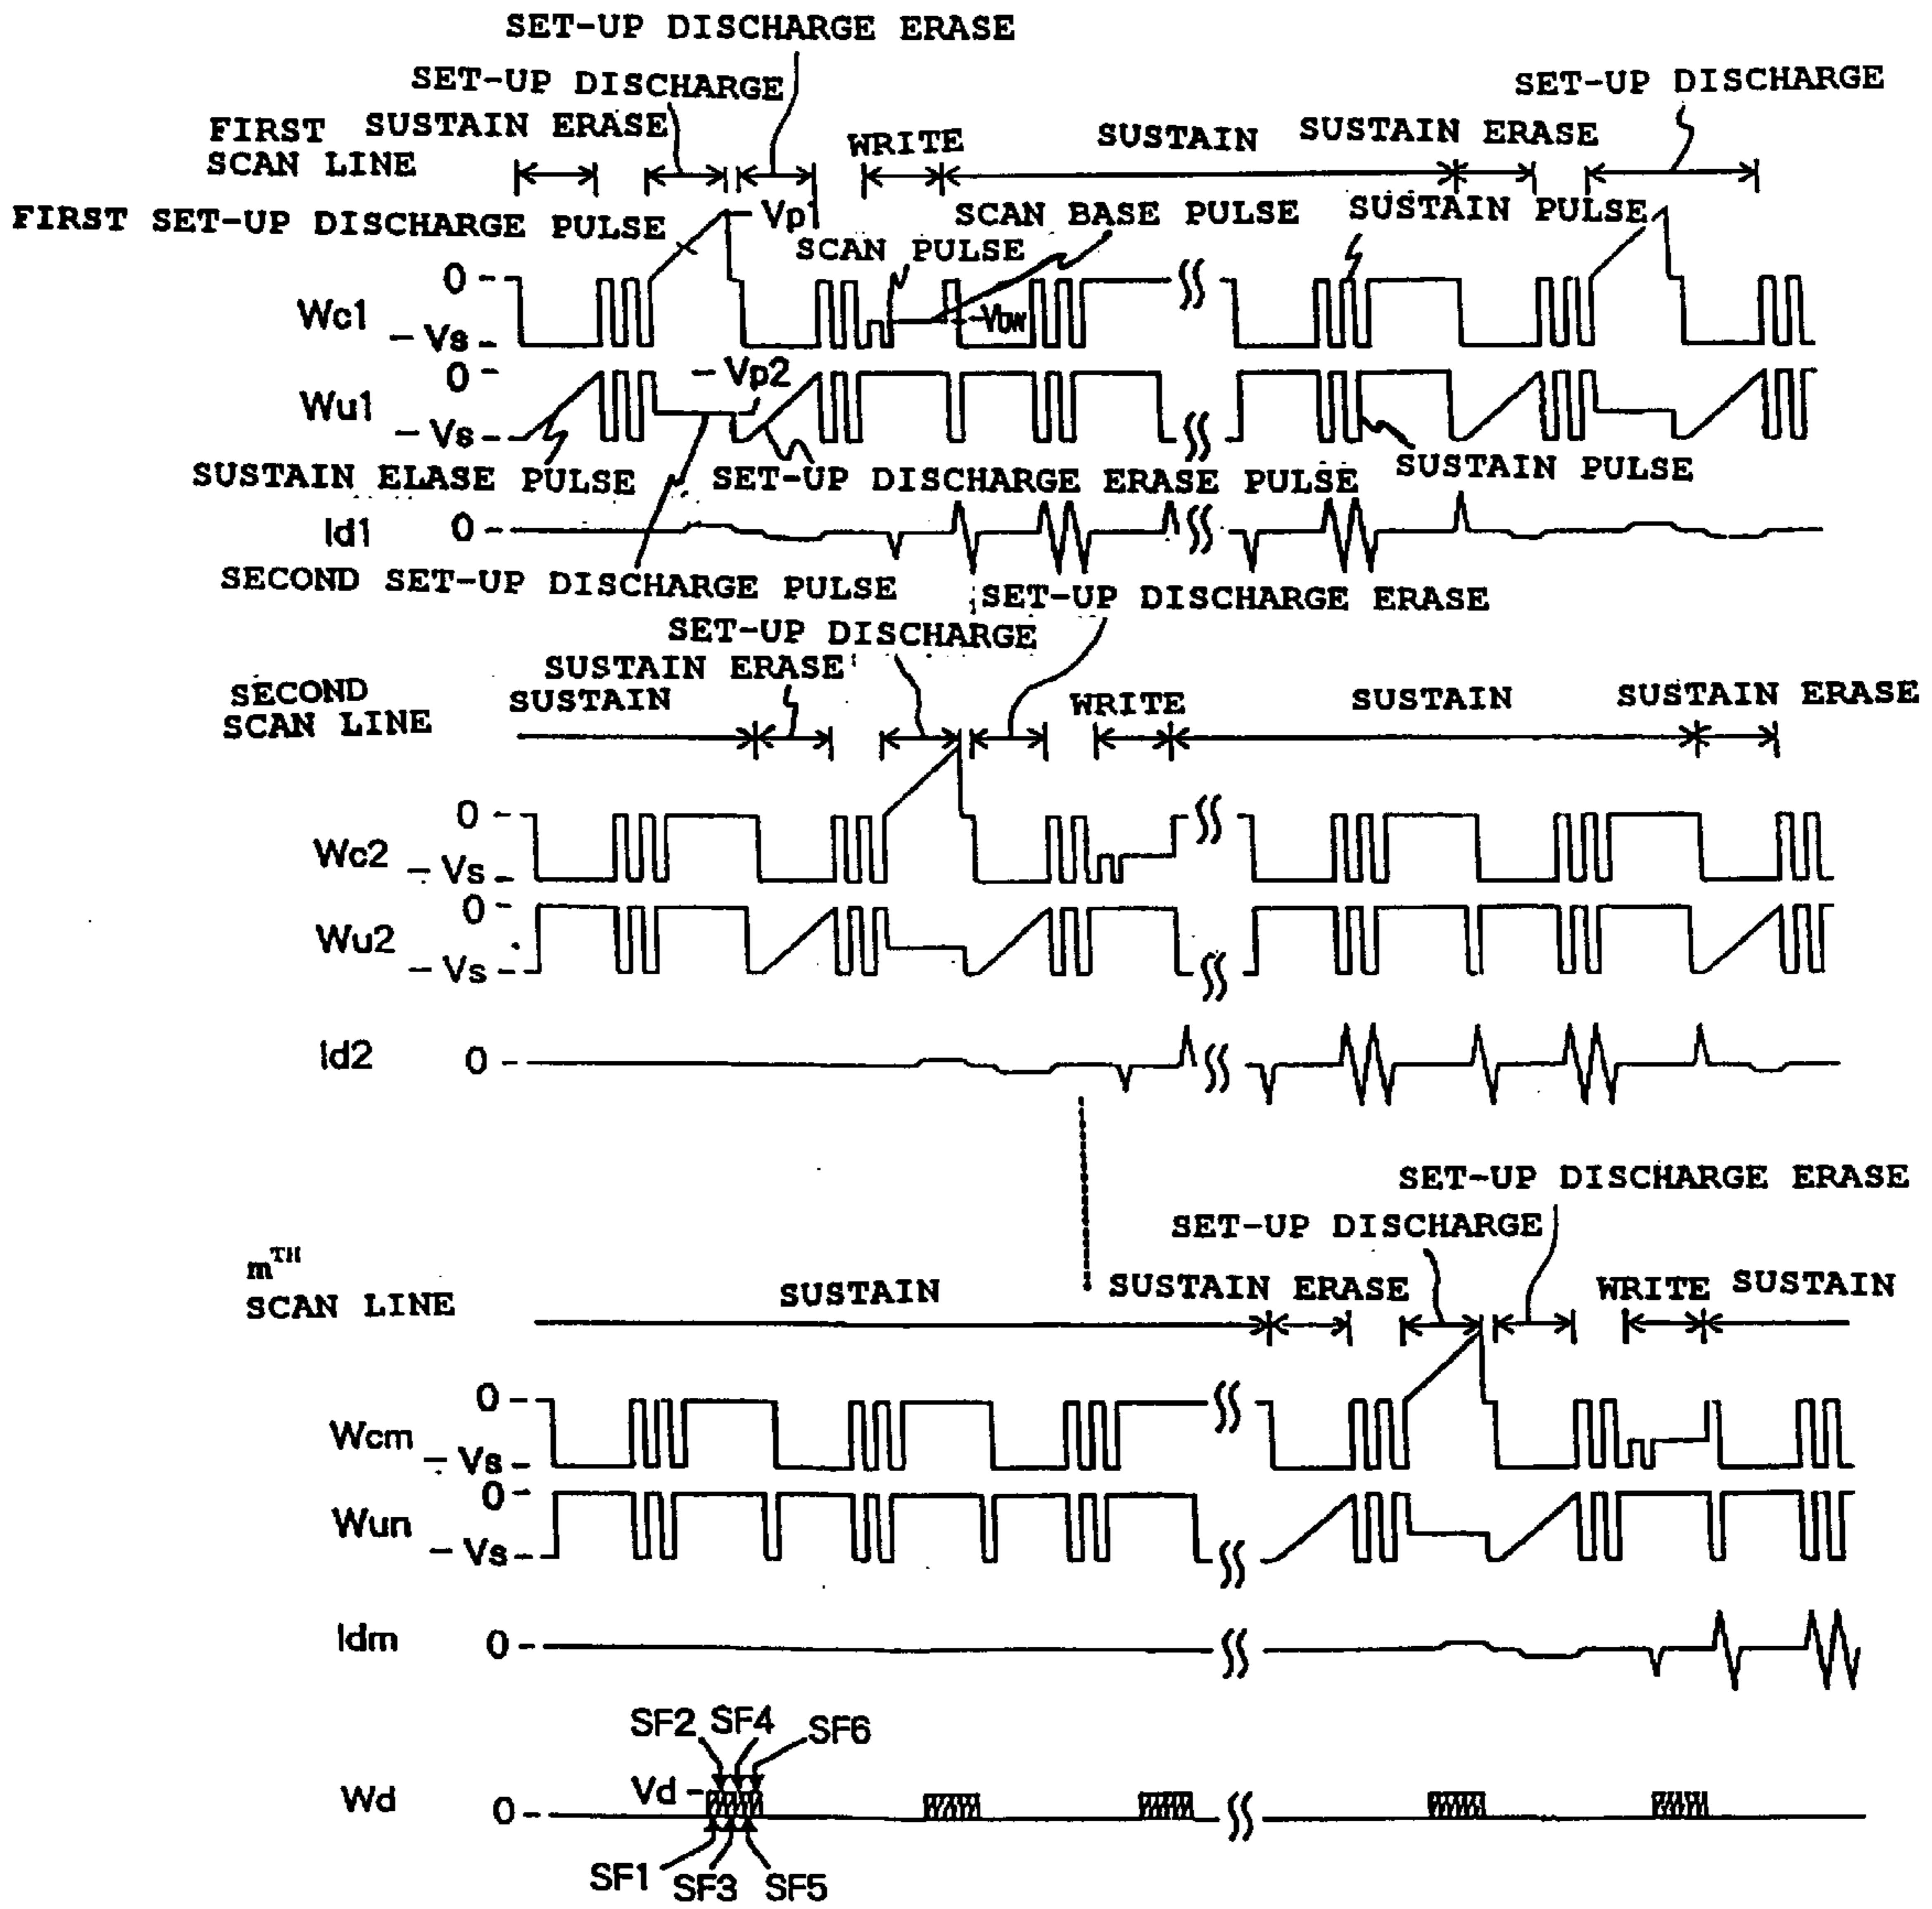 SET-UP DISCHARGE ERASE
SET-UP DISCHARGE
SET-UP DISCHARGE
FIRST
SCAN LINE
SUSTAIN ERASE
WRITE
SUSTAIN
SUSTAIN ERASE
FIRST SET-UP DISCHARGE PULSE
Vp1
SCAN PULSE
SCAN BASE PULSE
SUSTAIN PULSE
Wc1
0
- Vs
- Vbw
Wu1
0
- Vs
- Vp2
SUSTAIN ELASE PULSE
SET-UP DISCHARGE ERASE PULSE
SUSTAIN PULSE
Id1
0
SECOND SET-UP DISCHARGE PULSE
SET-UP DISCHARGE ERASE
SET-UP DISCHARGE
SUSTAIN ERASE
SECOND
SCAN LINE
SUSTAIN
WRITE
SUSTAIN
SUSTAIN ERASE
Wc2
0
- Vs
Wu2
0
- Vs
Id2
0
SET-UP DISCHARGE ERASE
SET-UP DISCHARGE
mTH
SCAN LINE
SUSTAIN
SUSTAIN ERASE
WRITE
SUSTAIN
Wcm
0
- Vs
Wun
0
- Vs
Idm
0
SF2 SF4 SF6
Wd
Vd
0
SF1 SF3 SF5